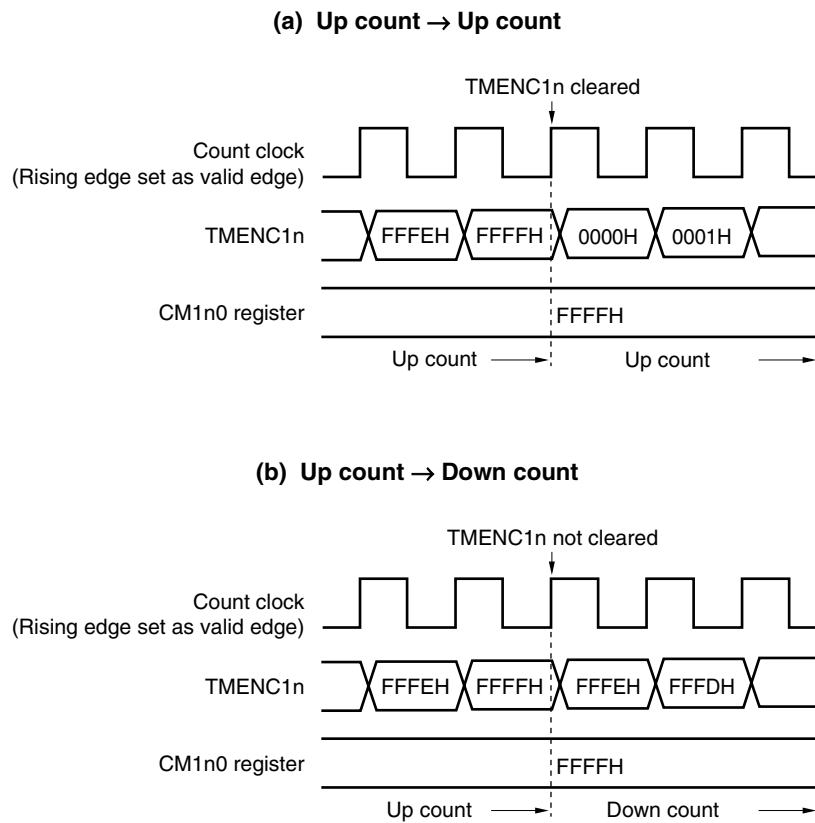 (a) Up count → Up count
TMENC1n cleared
Count clock
(Rising edge set as valid edge)
TMENC1n
FFFEH FFFFH 0000H 0001H
CM1n0 register
FFFFH
Up count Up count
(b) Up count → Down count
TMENC1n not cleared
Count clock
(Rising edge set as valid edge)
TMENC1n
FFFEH FFFFH FFFEH FFFDH
CM1n0 register
FFFFH
Up count Down count